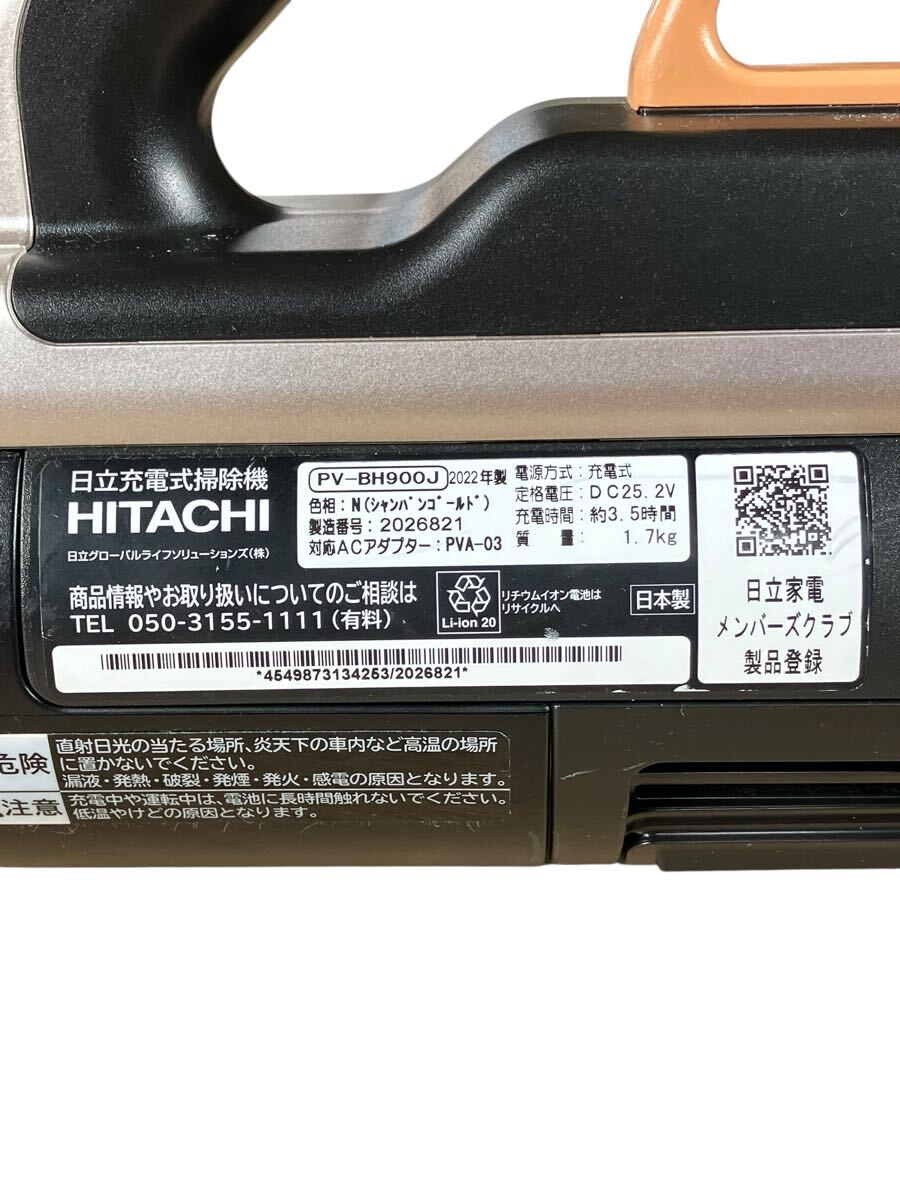 日立充電式掃除機
HITACHI
日立グローバルライフソリューションズ(株)
PV-BH900J 2022年製
色相:N(シャンパンゴールド)
製造番号:2026821
対応ACアダプター:PVA-03
電源方式:充電式
定格電圧:DC25.2V
充電時間:約3.5時間
質量:1.7kg
商品情報やお取り扱いについてのご相談は
TEL 050-3155-1111(有料)
Li-ion 20
リチウムイオン電池は
リサイクルへ
日本製
*4549873134253/2026821*
日立家電
メンバーズクラブ
製品登録
危険
直射日光の当たる場所、炎天下の車内など高温の場所
に置かないでください。
漏液・発熱・破裂・発煙・発火・感電の原因となります。
注意
充電中や運転中は、電池に長時間触れないでください。
低温やけどの原因となります。